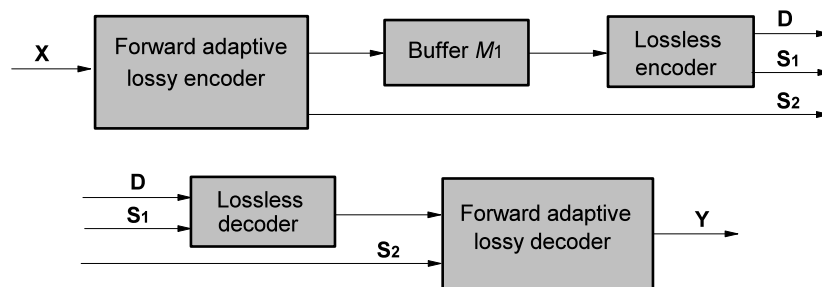 X
Forward adaptive
lossy encoder
Buffer M1
Lossless
encoder
D
S1
S2
D
S1
S2
Lossless
decoder
Forward adaptive
lossy decoder
Y